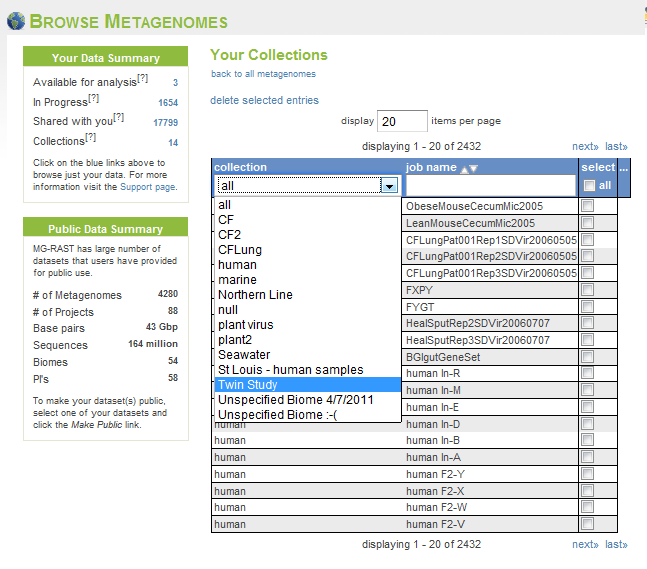 BROWSE METAGENOMES
Your Data Summary
Available for analysis[?] 3
In Progress[?] 1654
Shared with you[?] 17799
Collections[?] 14
Click on the blue links above to
browse just your data. For more
information visit the Support page.
Public Data Summary
MG-RAST has large number of
datasets that users have provided
for public use.
# of Metagenomes 4280
# of Projects 88
Base pairs 43 Gbp
Sequences 164 million
Biomes 54
PI's 58
To make your dataset(s) public,
select one of your datasets and
click the Make Public link.
Your Collections
back to all metagenomes
delete selected entries
display 20 items per page
displaying 1 - 20 of 2432 next» last»
collection job name select ...
all all
all
CF
CF2
CFLung
human
marine
Northern Line
null
plant virus
plant2
Seawater
St Louis - human samples
Twin Study
Unspecified Biome 4/7/2011
Unspecified Biome :-(
ObeseMouseCecumMic2005
LeanMouseCecumMic2005
CFLungPat001Rep1SDVir20060505
CFLungPat001Rep2SDVir20060505
CFLungPat001Rep3SDVir20060505
FXPY
FYGT
HealSputRep2SDVir20060707
HealSputRep3SDVir20060707
BGIgutGeneSet
human In-R
human In-M
human In-E
human human In-D
human human In-B
human human In-A
human human F2-Y
human human F2-X
human human F2-W
human human F2-V
displaying 1 - 20 of 2432 next» last»